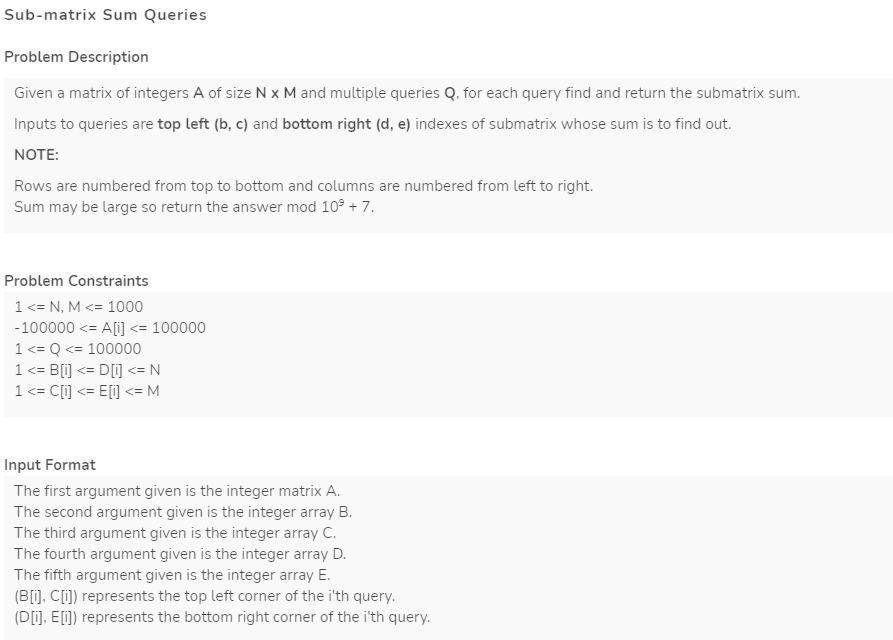 Sub-matrix Sum Queries
Problem Description
Given a matrix of integers A of size N x M and multiple queries Q, for each query find and return the submatrix sum.
Inputs to queries are top left (b, c) and bottom right (d, e) indexes of submatrix whose sum is to find out.
NOTE:
Rows are numbered from top to bottom and columns are numbered from left to right.
Sum may be large so return the answer mod 10⁹ + 7.
Problem Constraints
1 <= N, M <= 1000
-100000 <= A[i] <= 100000
1 <= Q <= 100000
1 <= B[i] <= D[i] <= N
1 <= C[i] <= E[i] <= M
Input Format
The first argument given is the integer matrix A.
The second argument given is the integer array B.
The third argument given is the integer array C.
The fourth argument given is the integer array D.
The fifth argument given is the integer array E.
(B[i], C[i]) represents the top left corner of the i'th query.
(D[i], E[i]) represents the bottom right corner of the i'th query.